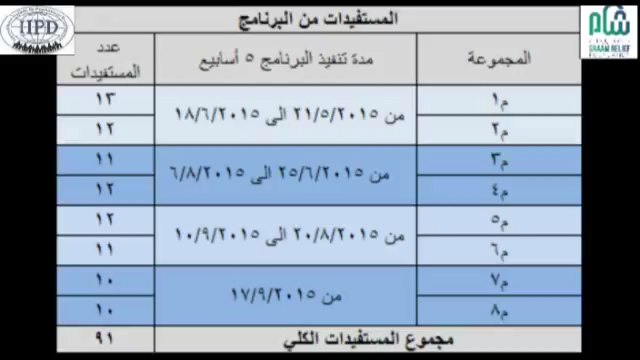 IIPD
شام
SHAAM RELIEF
المستفيدات من البرنامج
المجموعة
مدة تنفيذ البرنامج ٥ أسابيع
عدد المستفيدات
م١
من ٢١/٥/٢٠١٥ الى ١٨/٦/٢٠١٥
١٣
م٢
١٢
م٣
من ٢٥/٦/٢٠١٥ الى ٦/٨/٢٠١٥
١١
م٤
١٢
م٥
من ٢٠/٨/٢٠١٥ الى ١٠/٩/٢٠١٥
١٢
م٦
١١
م٧
من ١٧/٩/٢٠١٥
١٠
م٨
١٠
مجموع المستفيدات الكلي
٩١